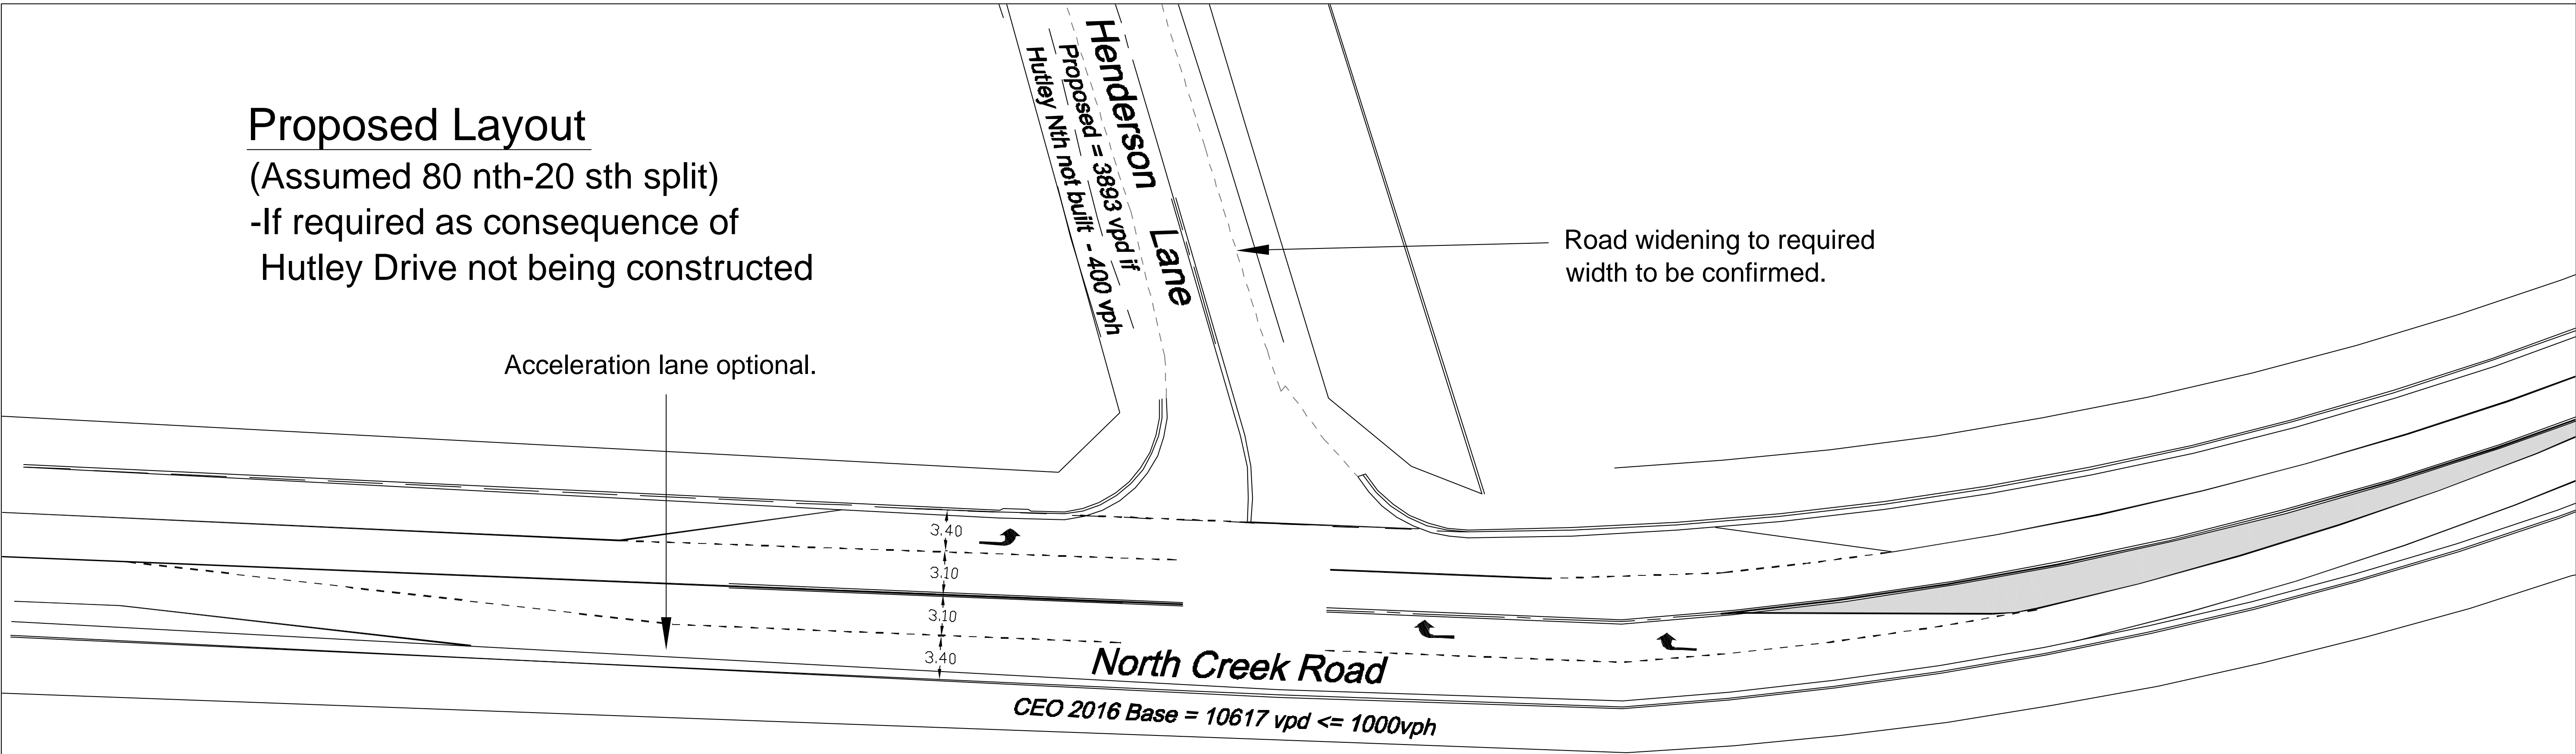 Proposed Layout
(Assumed 80 nth-20 sth split)
-If required as consequence of
Hutley Drive not being constructed
Henderson Lane
Proposed = 3893 vpd if
Hutley Nth not built - 400 vph
Road widening to required
width to be confirmed.
Acceleration lane optional.
3.40
3.10
3.10
3.40
North Creek Road
CEO 2016 Base = 10617 vpd <= 1000vph